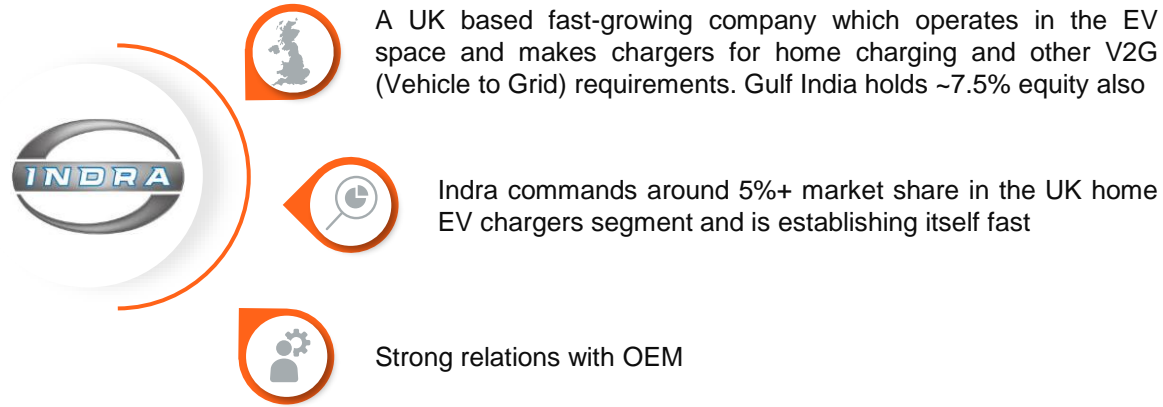 A UK based fast-growing company which operates in the EV
space and makes chargers for home charging and other V2G
(Vehicle to Grid) requirements. Gulf India holds ~7.5% equity also
INDRA
Indra commands around 5%+ market share in the UK home
EV chargers segment and is establishing itself fast
Strong relations with OEM